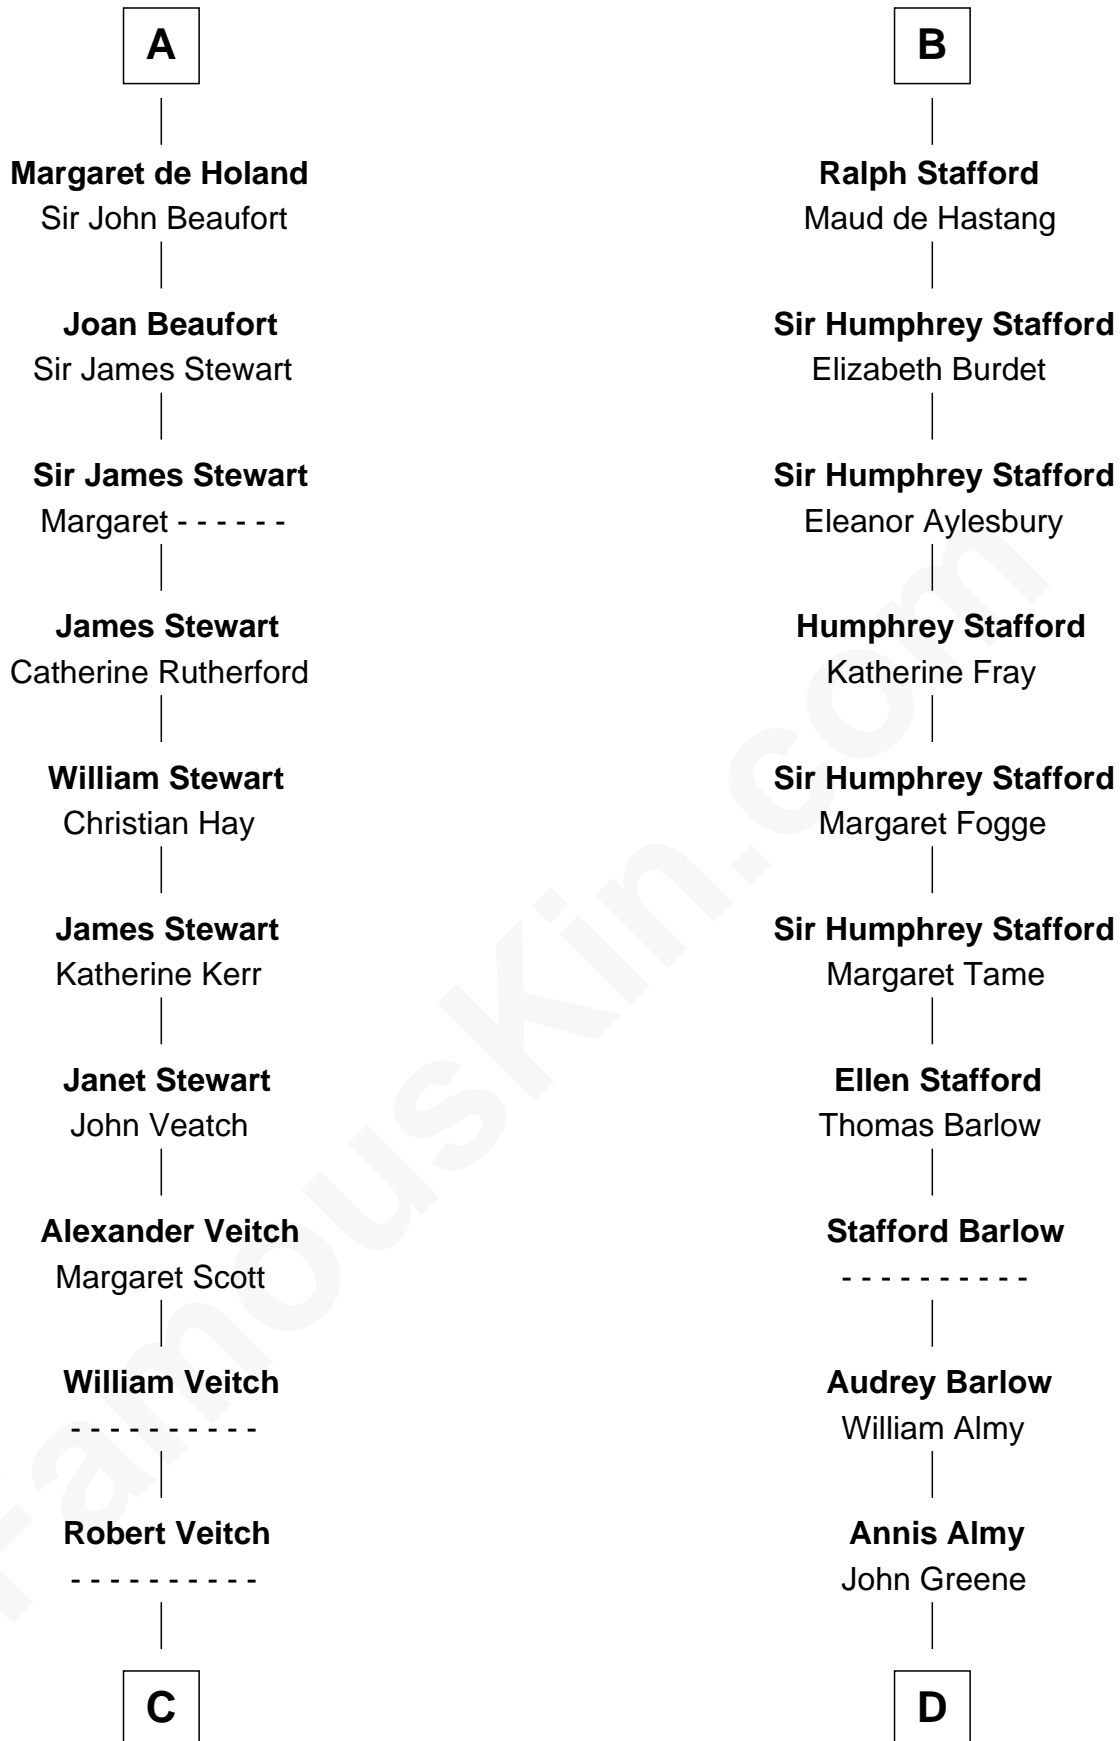 A
Margaret de Holand
Sir John Beaufort
Joan Beaufort
Sir James Stewart
Sir James Stewart
Margaret - - - - - -
James Stewart
Catherine Rutherford
William Stewart
Christian Hay
James Stewart
Katherine Kerr
Janet Stewart
John Veatch
Alexander Veitch
Margaret Scott
William Veitch
- - - - - - - - - -
Robert Veitch
- - - - - - - - - -
C
B
Ralph Stafford
Maud de Hastang
Sir Humphrey Stafford
Elizabeth Burdet
Sir Humphrey Stafford
Eleanor Aylesbury
Humphrey Stafford
Katherine Fray
Sir Humphrey Stafford
Margaret Fogge
Sir Humphrey Stafford
Margaret Tame
Ellen Stafford
Thomas Barlow
Stafford Barlow
- - - - - - - - - -
Audrey Barlow
William Almy
Annis Almy
John Greene
D
FamousKin.com